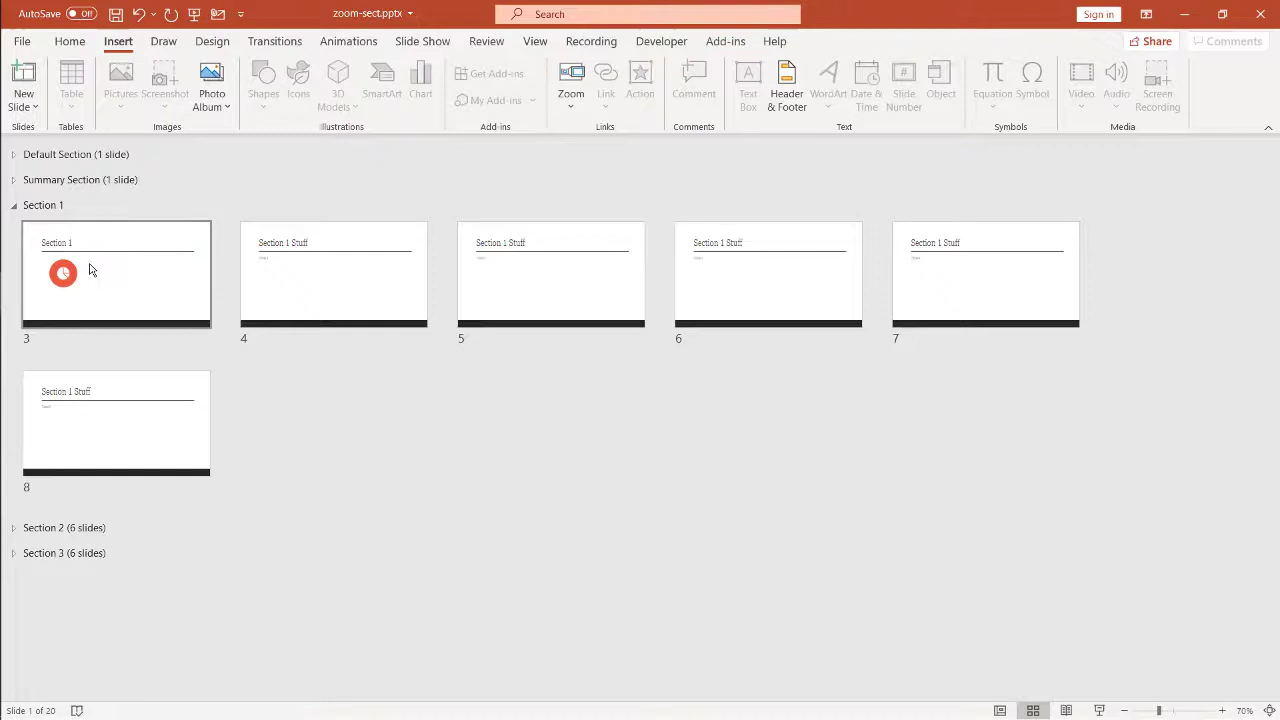 AutoSave Off zoom-sect.pptx Search Sign in
File Home Insert Draw Design Transitions Animations Slide Show Review View Recording Developer Add-ins Help Share Comments
New Slide
Table
Pictures
Screenshot
Photo Album
Shapes
Icons
3D Models
SmartArt
Chart
Get Add-ins
My Add-ins
Zoom
Link
Action
Comment
Text Box
Header & Footer
WordArt
Date & Time
Slide Number
Object
Equation
Symbol
Video
Audio
Screen Recording
Slides Tables Images Illustrations Add-ins Links Comments Text Symbols Media
Default Section (1 slide)
Summary Section (1 slide)
Section 1
Section 1
Section 1 Stuff
Section 1 Stuff
Section 1 Stuff
Section 1 Stuff
3 4 5 6 7
Section 1 Stuff
8
Section 2 (6 slides)
Section 3 (6 slides)
Slide 1 of 20 70%